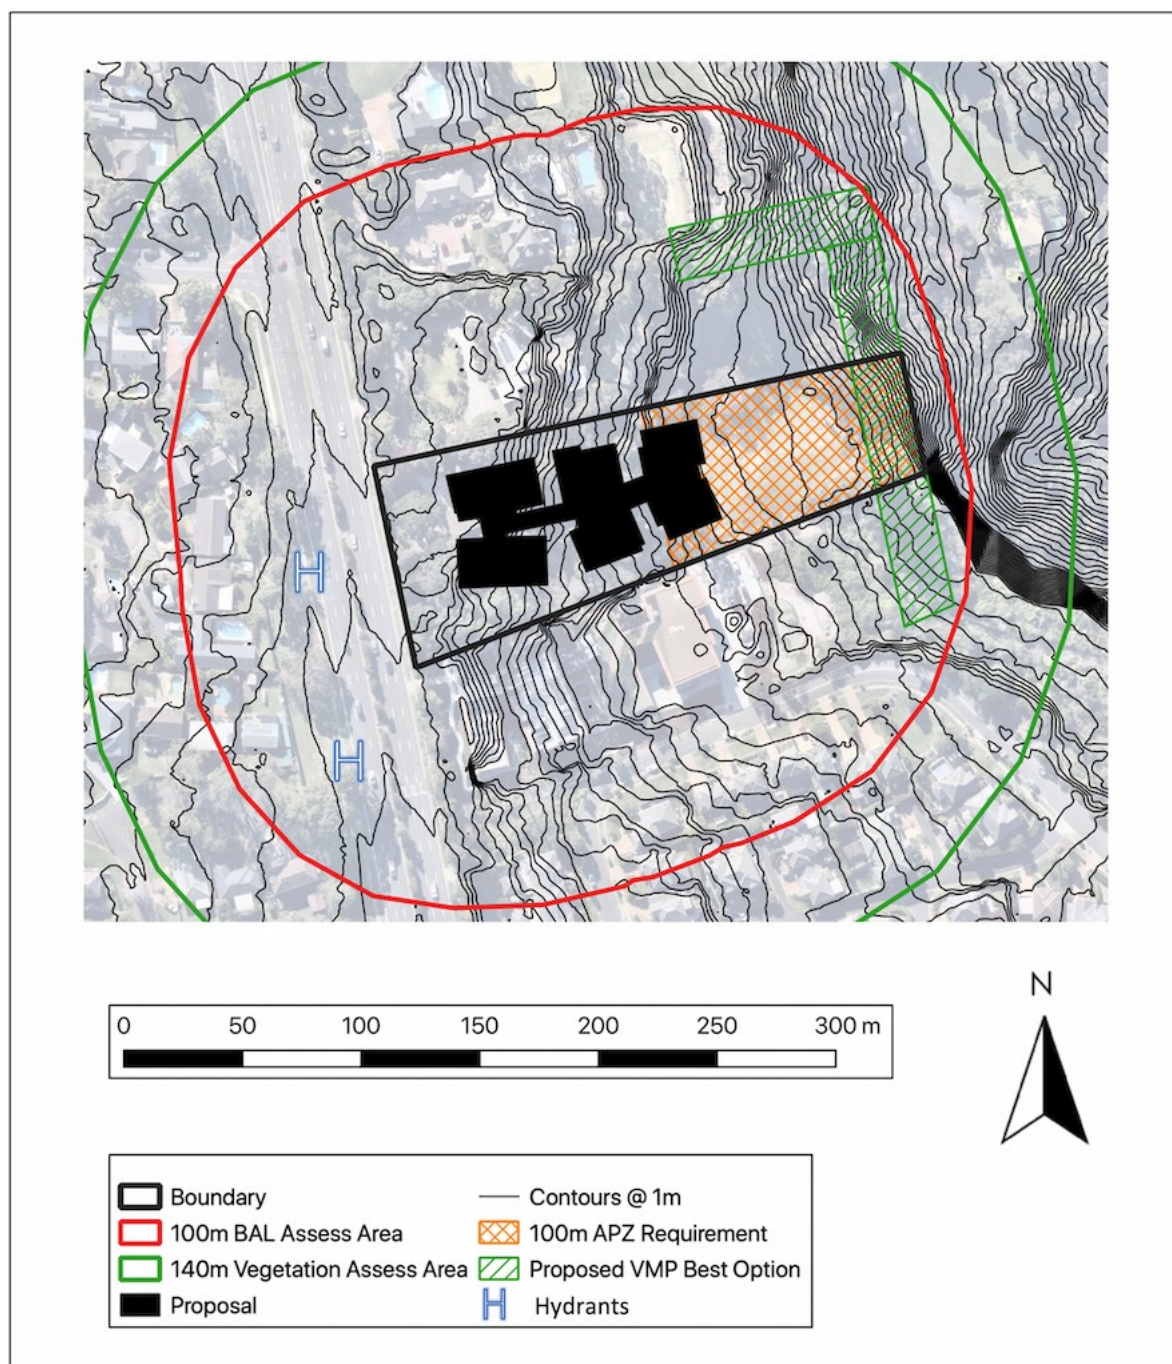 0 50 100 150 200 250 300 m
N
Boundary
Contours @ 1m
100m BAL Assess Area
100m APZ Requirement
140m Vegetation Assess Area
Proposed VMP Best Option
Proposal
H Hydrants
H
H